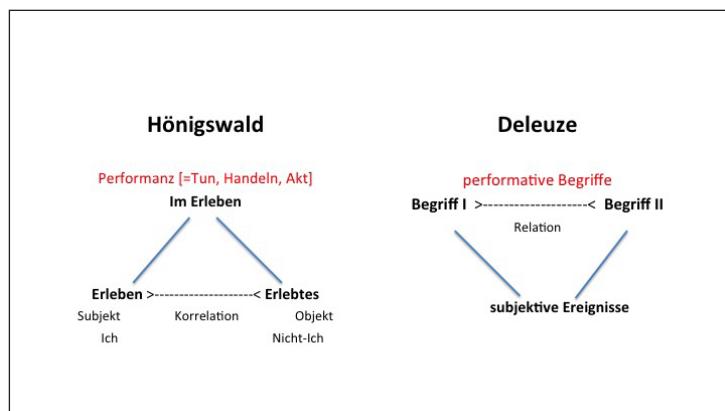 Hönigswald
Performanz [=Tun, Handeln, Akt]
Im Erleben
Erleben >--------------------< Erlebtes
Subjekt Korrelation Objekt
Ich Nicht-Ich
Deleuze
performative Begriffe
Begriff I >--------------------< Begriff II
Relation
subjektive Ereignisse